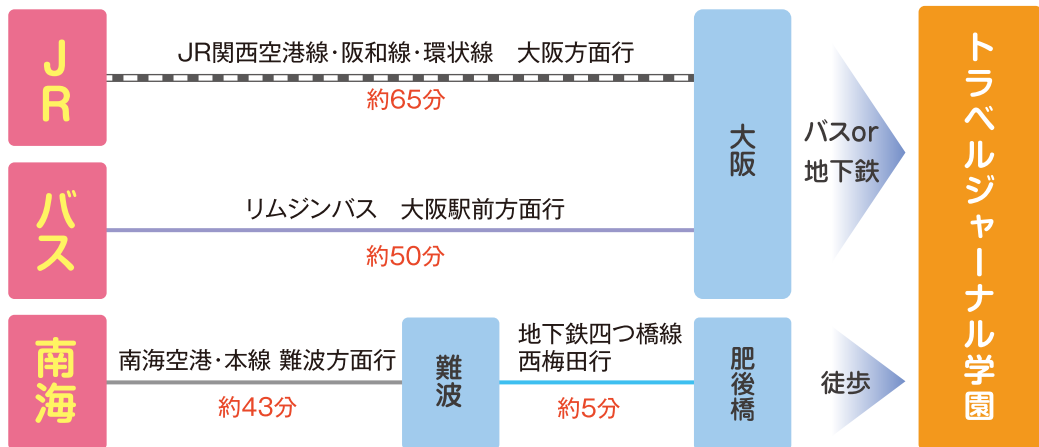 JR
JR関西空港線・阪和線・環状線　大阪方面行
約65分
バス
リムジンバス　大阪駅前方面行
約50分
大阪
バスor
地下鉄
南海
南海空港・本線 難波方面行
約43分
難波
地下鉄四つ橋線
西梅田行
約5分
肥後橋
徒歩
トラベルジャーナル学園